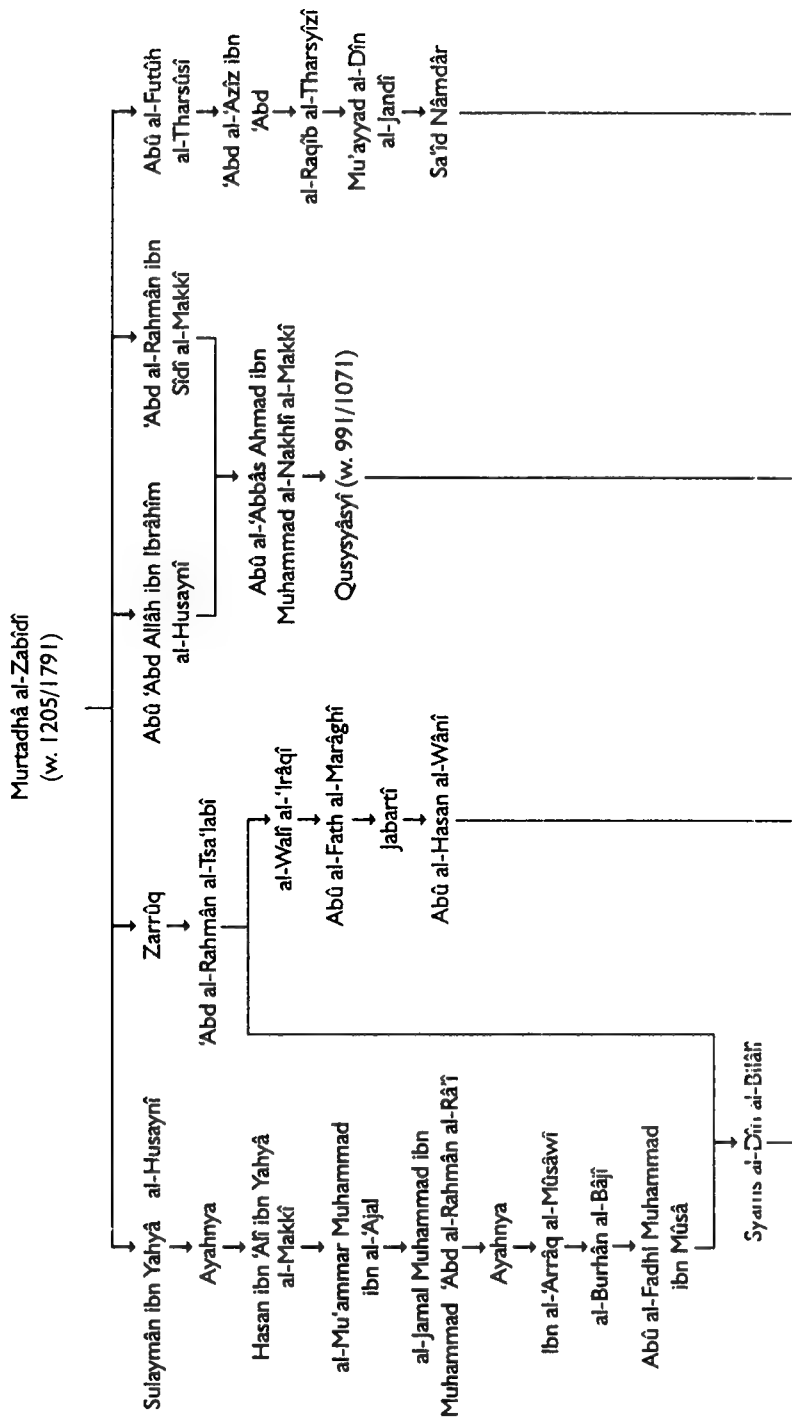 Murtadhâ al-Zabîdî
(w. 1205/1791)
Sulaymân ibn Yahyâ al-Husaynî
Ayahnya
Hasan ibn 'Alî ibn Yahyâ
al-Makkî
al-Mu'ammar Muhammad
ibn al-'Ajal
al-Jamal Muhammad ibn
Muhammad 'Abd al-Rahmân al-Râ'î
Ayahnya
Ibn al-'Arrâq al-Mûsâwî
al-Burhân al-Bâjî
Abû al-Fadhl Muhammad
ibn Mûsâ
Syams al-Dîn al-Bilâlî
Zarrûq
'Abd al-Rahmân al-Tsa'labî
al-Walî al-'Irâqî
Abû al-Fath al-Marâghî
Jabartî
Abû al-Hasan al-Wânî
Abû 'Abd Allâh ibn Ibrâhîm
al-Husaynî
'Abd al-Rahmân ibn
Sîdî al-Makkî
Abû al-'Abbâs Ahmad ibn
Muhammad al-Nakhlî al-Makkî
Qusysyâsyî (w. 991/1071)
Abû al-Futûh
al-Tharsûsî
'Abd al-'Azîz ibn
'Abd
al-Raqîb al-Tharsyîzî
Mu'ayyad al-Dîn
al-Jandî
Sa'îd Nâmdâr